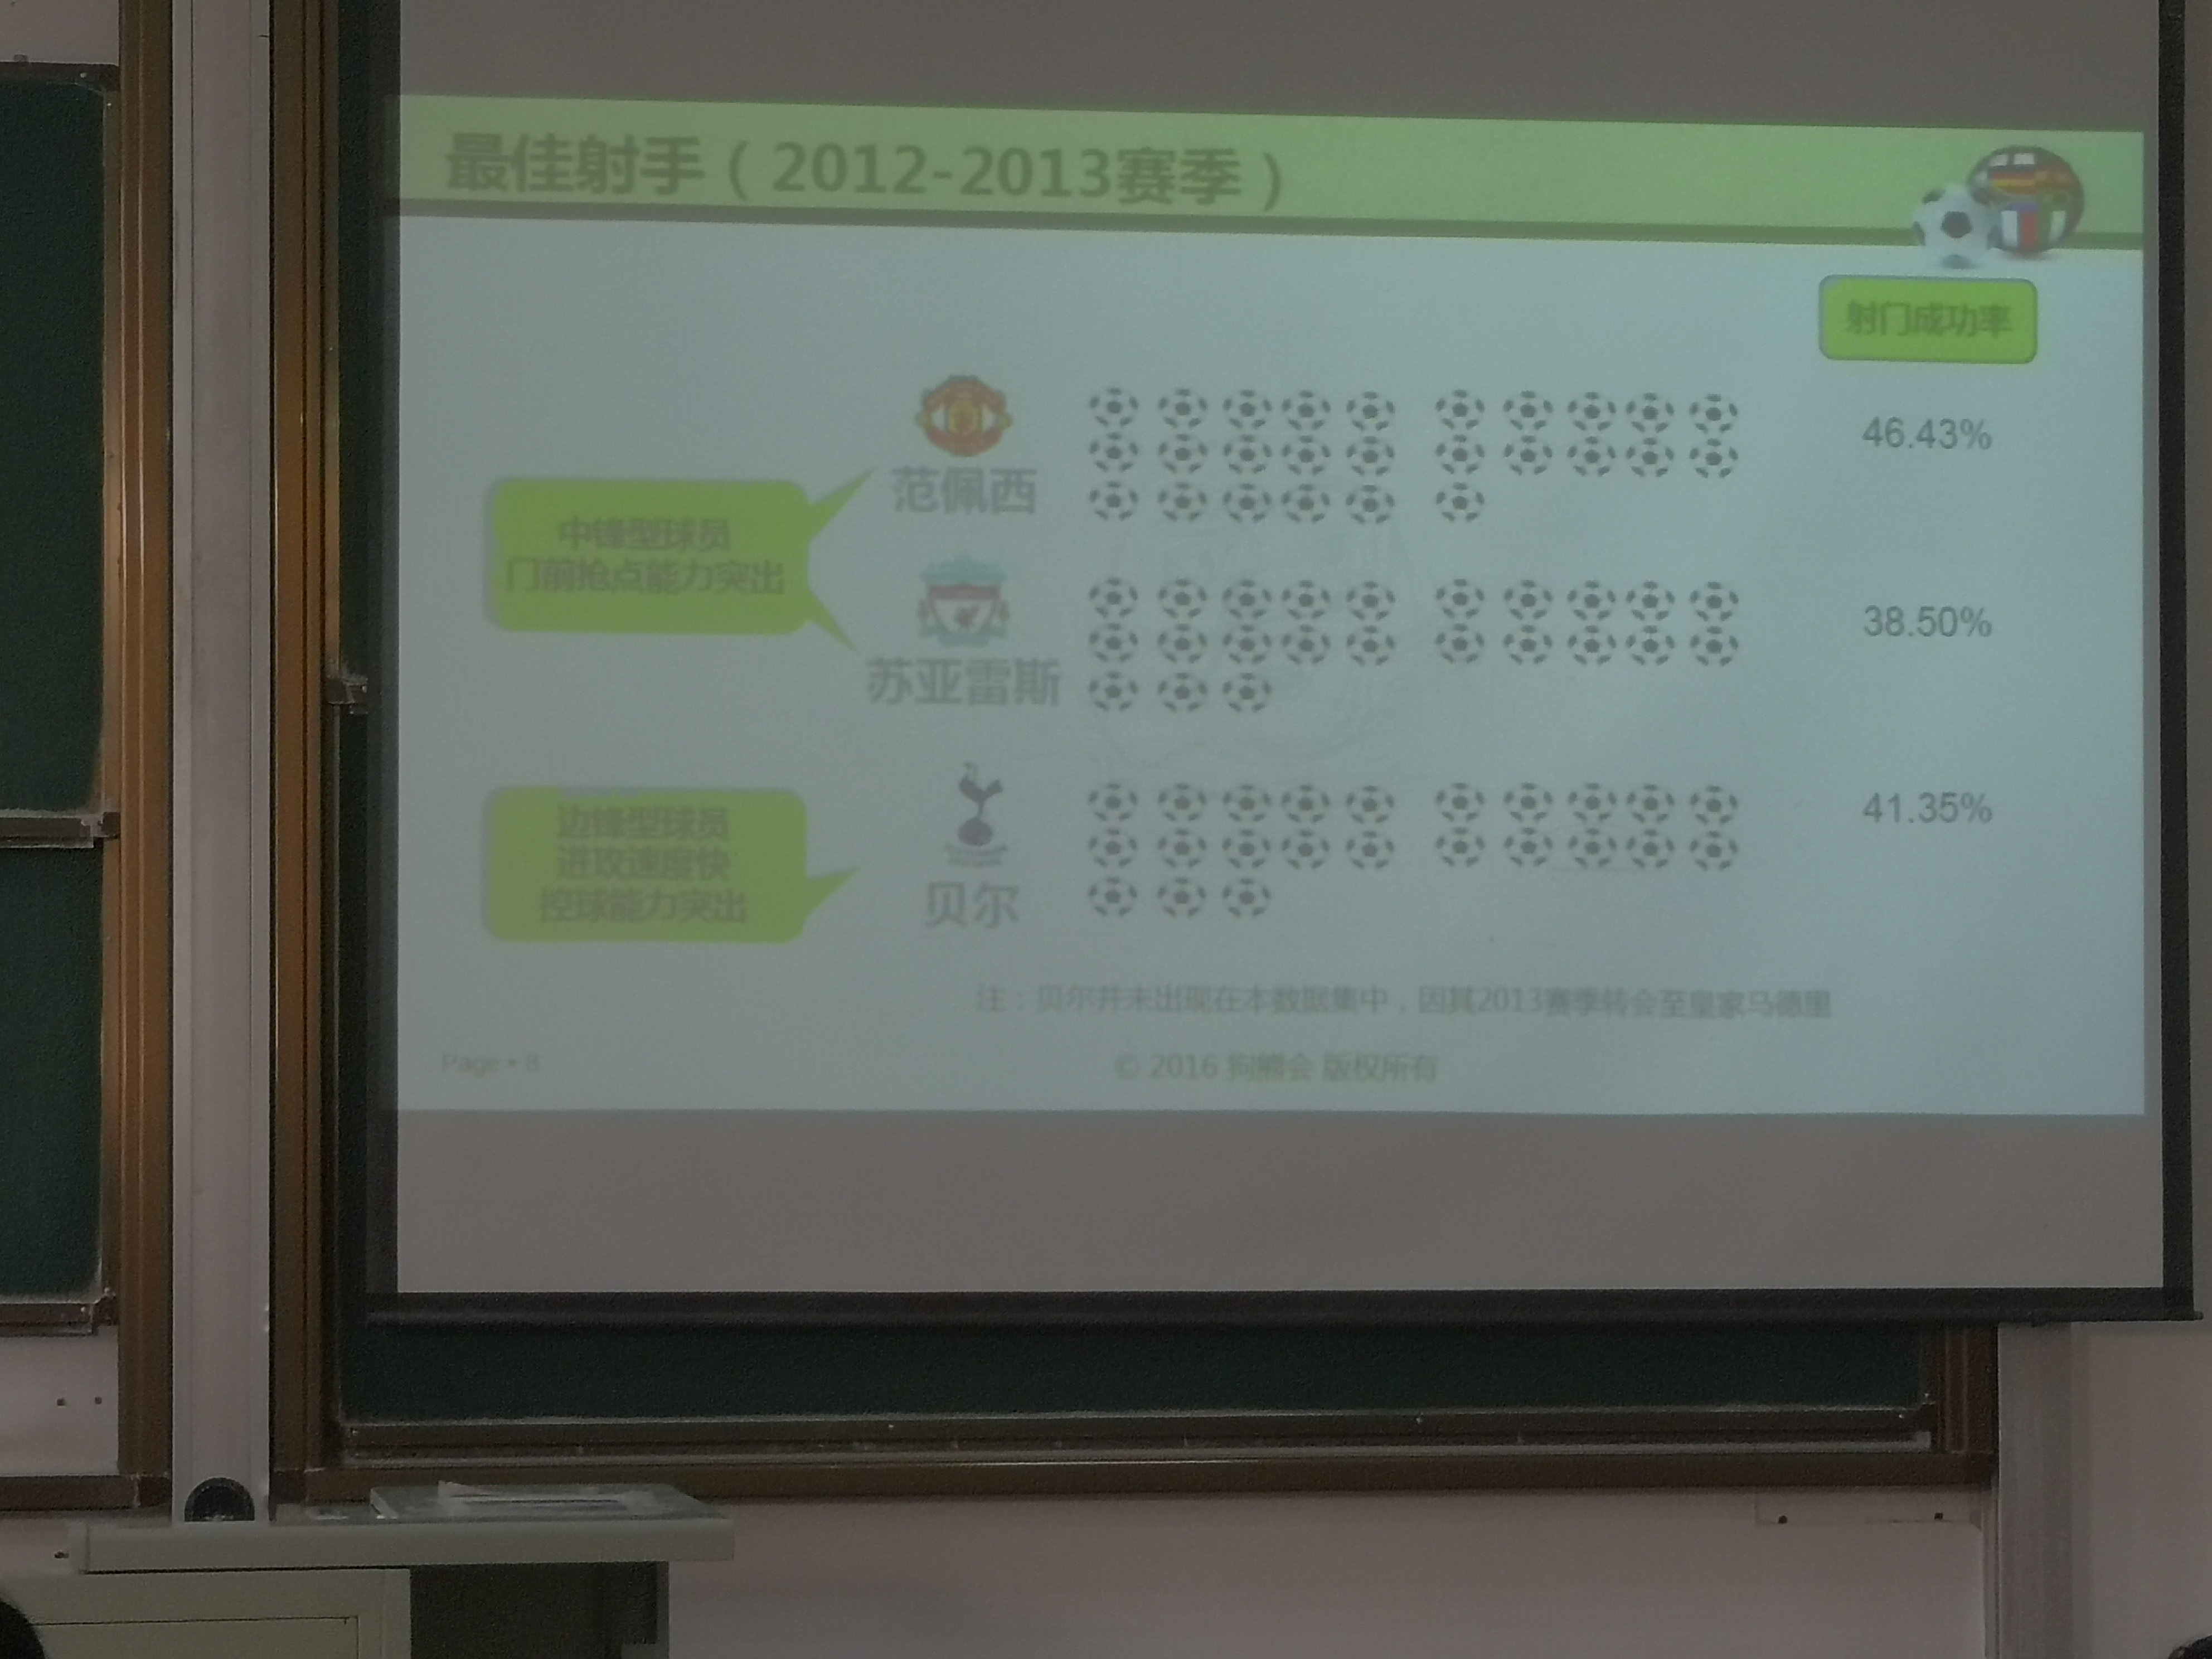 最佳射手（2012-2013赛季）
射门成功率
中锋型球员
门前抢点能力突出
范佩西
46.43%
苏亚雷斯
38.50%
边锋型球员
进攻速度快
控球能力突出
贝尔
41.35%
注：贝尔并未出现在本数据集中，因其2013赛季转会至皇家马德里
Page ▪ 8
© 2016 狗熊会 版权所有